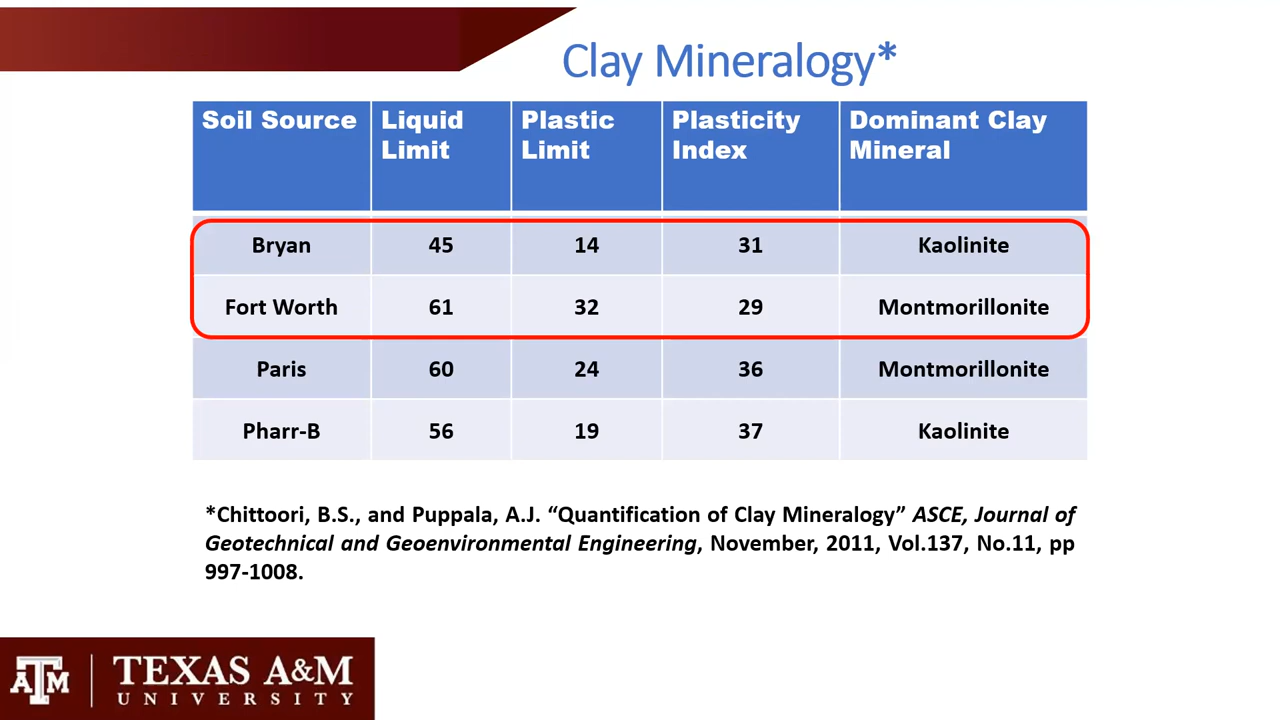 Clay Mineralogy*
Soil Source Liquid Limit Plastic Limit Plasticity Index Dominant Clay Mineral
Bryan 45 14 31 Kaolinite
Fort Worth 61 32 29 Montmorillonite
Paris 60 24 36 Montmorillonite
Pharr-B 56 19 37 Kaolinite
*Chittoori, B.S., and Puppala, A.J. “Quantification of Clay Mineralogy” ASCE, Journal of
Geotechnical and Geoenvironmental Engineering, November, 2011, Vol.137, No.11, pp
997-1008.
ATM
TEXAS A&M
UNIVERSITY